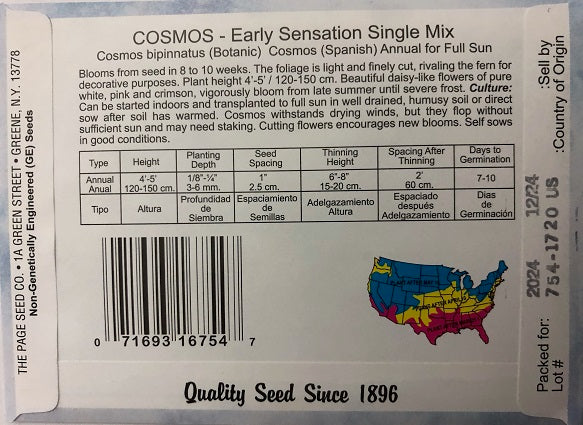 COSMOS - Early Sensation Single Mix
Cosmos bipinnatus (Botanic) Cosmos (Spanish) Annual for Full Sun
Blooms from seed in 8 to 10 weeks. The foliage is light and finely cut, rivaling the fern for
decorative purposes. Plant height 4'-5' / 120-150 cm. Beautiful daisy-like flowers of pure
white, pink and crimson, vigorously bloom from late summer until severe frost. Culture:
Can be started indoors and transplanted to full sun in well drained, humusy soil or direct
sow after soil has warmed. Cosmos withstands drying winds, but they flop without
sufficient sun and may need staking. Cutting flowers encourages new blooms. Self sows
in good conditions.
Type Height Planting Depth Seed Spacing Thinning Height Spacing After Thinning Days to Germination
Annual Anual 4'-5' 120-150 cm. 1/8"-¼" 3-6 mm. 1" 2.5 cm. 6"-8" 15-20 cm. 2' 60 cm. 7-10
Tipo Altura Profundidad de Siembra Espaciamiento de Semillas Adelgazamiento Altura Espaciado después Adelgazamiento Dias de Germinación
0 71693 16754 7
PLANT AFTER MAY
PLANT AFTER APRIL
PLANT AFTER
Quality Seed Since 1896
THE PAGE SEED CO. • 1A GREEN STREET • GREENE, N.Y. 13778
Non-Genetically Engineered (GE) Seeds
Packed for: 2024 12/24 :Sell by
Lot # 754-1720 US :Country of Origin